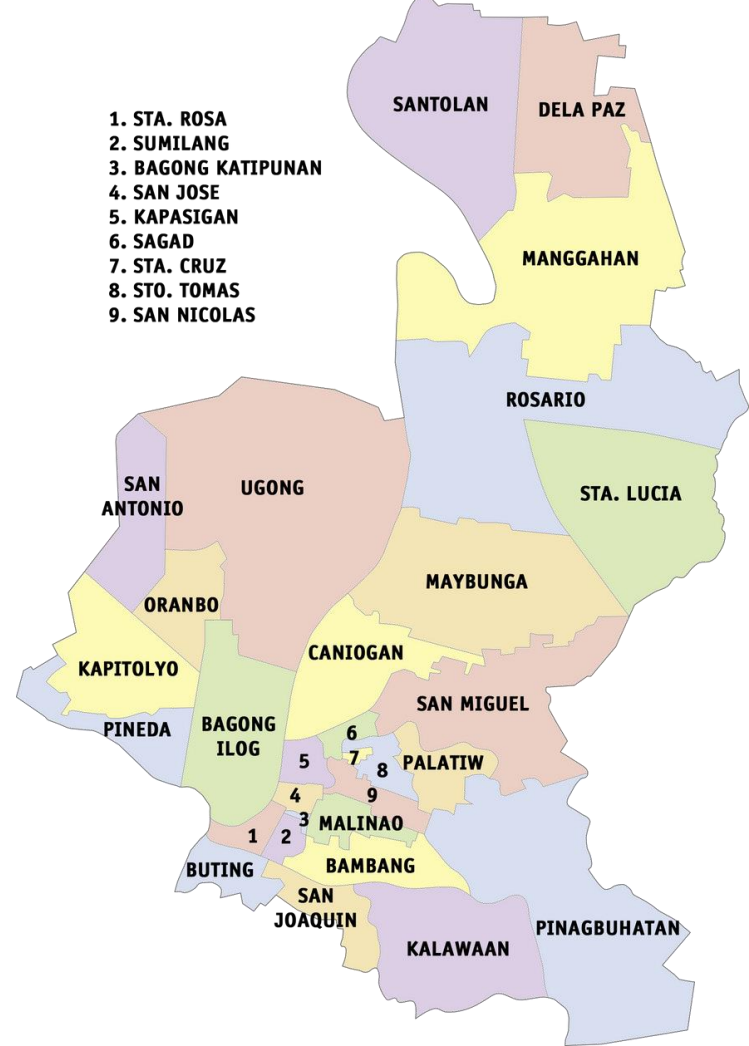 SANTOLAN
DELA PAZ
1. STA. ROSA
2. SUMILANG
3. BAGONG KATIPUNAN
4. SAN JOSE
5. KAPASIGAN
6. SAGAD
7. STA. CRUZ
8. STO. TOMAS
9. SAN NICOLAS
MANGGAHAN
ROSARIO
SAN
ANTONIO
UGONG
STA. LUCIA
MAYBUNGA
ORANBO
CANIOGAN
KAPITOLYO
SAN MIGUEL
PINEDA
BAGONG
ILOG
6
7
5
8
PALATIW
4
9
3
MALINAO
1
2
BUTING
BAMBANG
SAN
JOAQUIN
KALAWAAN
PINAGBUHATAN